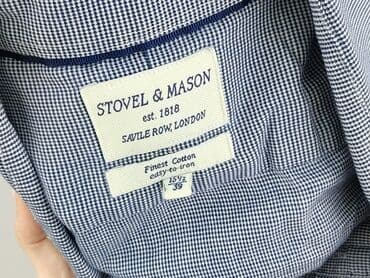 STOVEL & MASON
est. 1818
SAVILE ROW, LONDON
Finest Cotton
easy-to-iron
15½
39